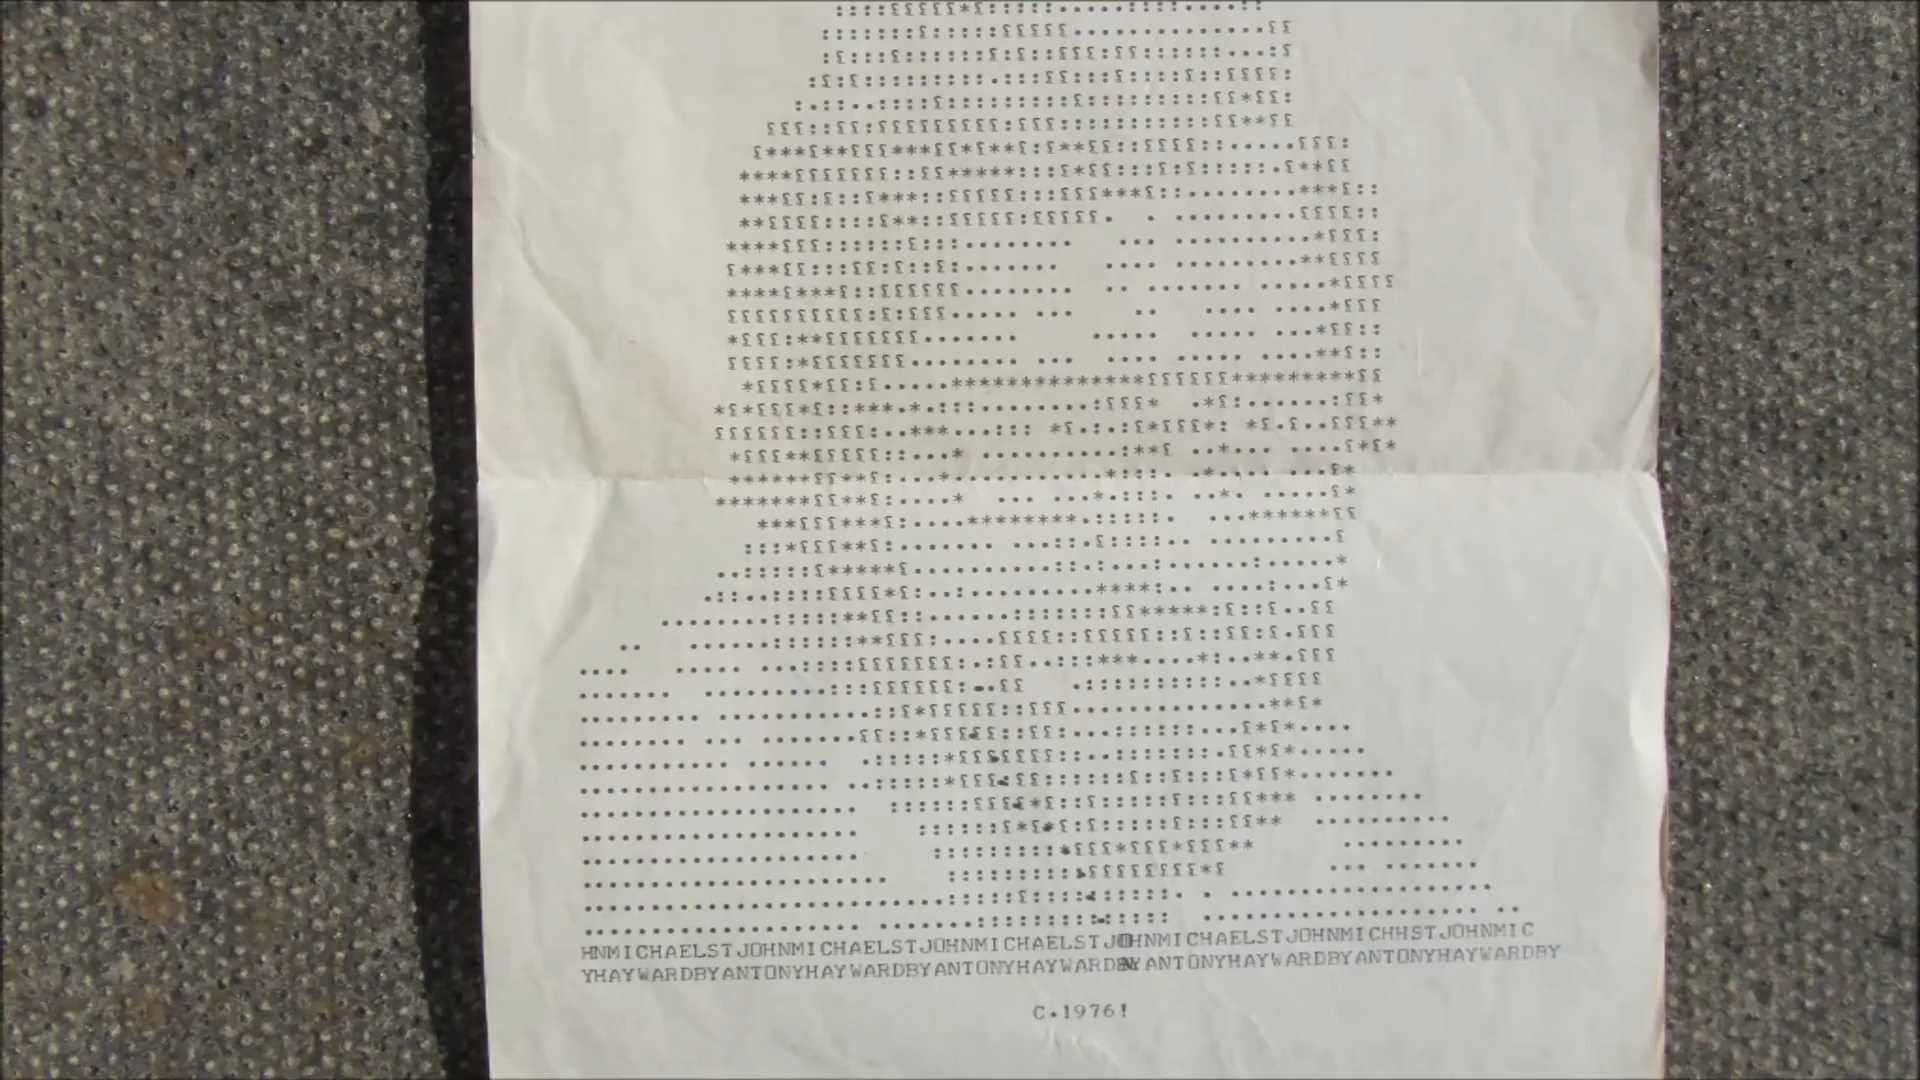 HNMICHAELSTJOHNMICHAELSTJOHNMICHAELSTJOHNMICHAELSTJOHNMICHHSTJOHNMIC
YHAYWARDBYANTONYHAYWARDBYANTONYHAYWARDBYANTONYHAYWARDBYANTONYHAYWARDBY
C.1976!